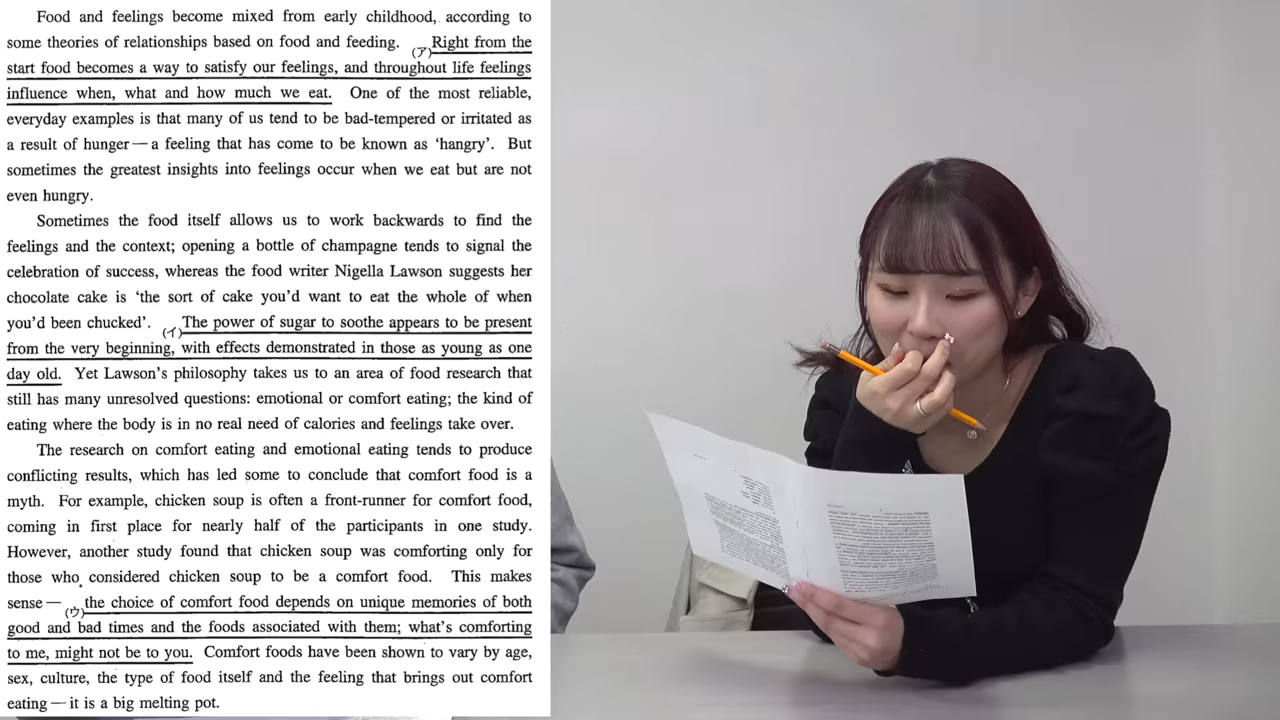 Food and feelings become mixed from early childhood, according to
some theories of relationships based on food and feeding. (ア)Right from the
start food becomes a way to satisfy our feelings, and throughout life feelings
influence when, what and how much we eat. One of the most reliable,
everyday examples is that many of us tend to be bad-tempered or irritated as
a result of hunger—a feeling that has come to be known as ‘hangry’. But
sometimes the greatest insights into feelings occur when we eat but are not
even hungry.
Sometimes the food itself allows us to work backwards to find the
feelings and the context; opening a bottle of champagne tends to signal the
celebration of success, whereas the food writer Nigella Lawson suggests her
chocolate cake is ‘the sort of cake you’d want to eat the whole of when
you’d been chucked’. (イ)The power of sugar to soothe appears to be present
from the very beginning, with effects demonstrated in those as young as one
day old. Yet Lawson’s philosophy takes us to an area of food research that
still has many unresolved questions: emotional or comfort eating; the kind of
eating where the body is in no real need of calories and feelings take over.
The research on comfort eating and emotional eating tends to produce
conflicting results, which has led some to conclude that comfort food is a
myth. For example, chicken soup is often a front-runner for comfort food,
coming in first place for nearly half of the participants in one study.
However, another study found that chicken soup was comforting only for
those who considered chicken soup to be a comfort food. This makes
sense—(ウ)the choice of comfort food depends on unique memories of both
good and bad times and the foods associated with them; what’s comforting
to me, might not be to you. Comfort foods have been shown to vary by age,
sex, culture, the type of food itself and the feeling that brings out comfort
eating—it is a big melting pot.